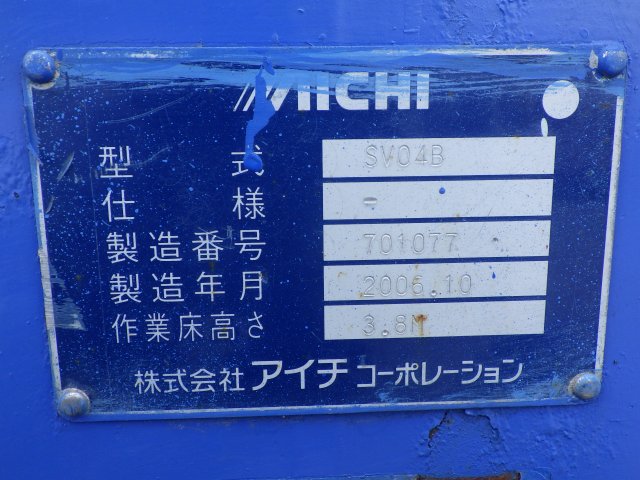 AICHI
型式 SV04B
仕様 -
製造番号 701077
製造年月 2006.10
作業床高さ 3.8M
株式会社アイチコーポレーション